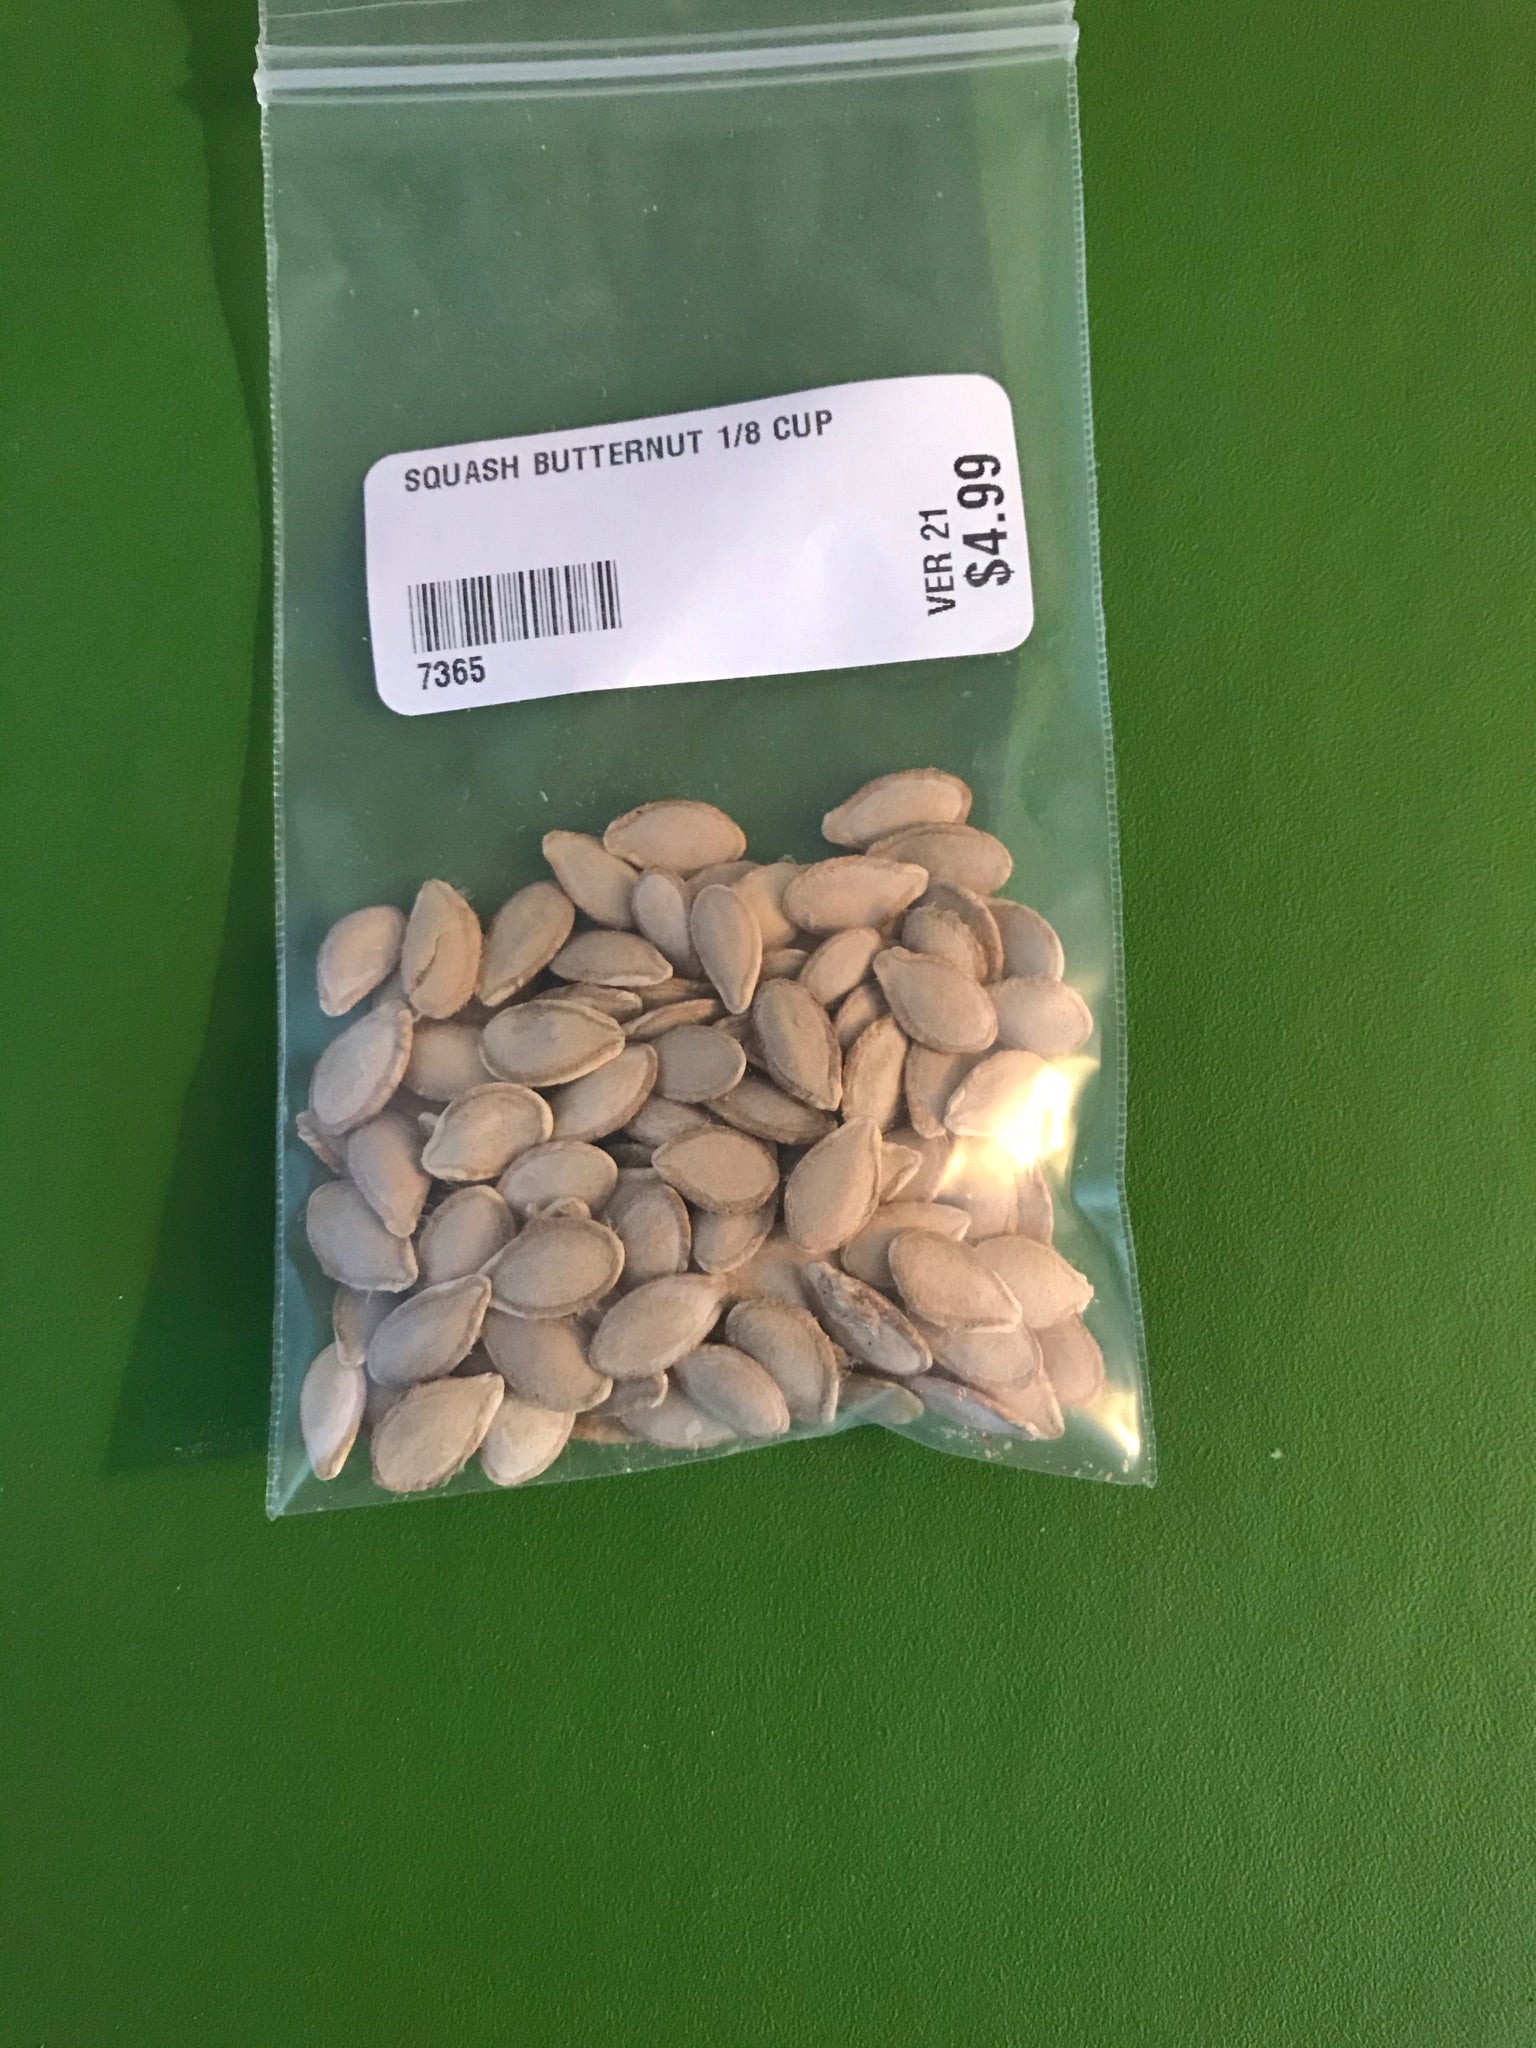 SQUASH BUTTERNUT 1/8 CUP
7365
VER 21
$4.99